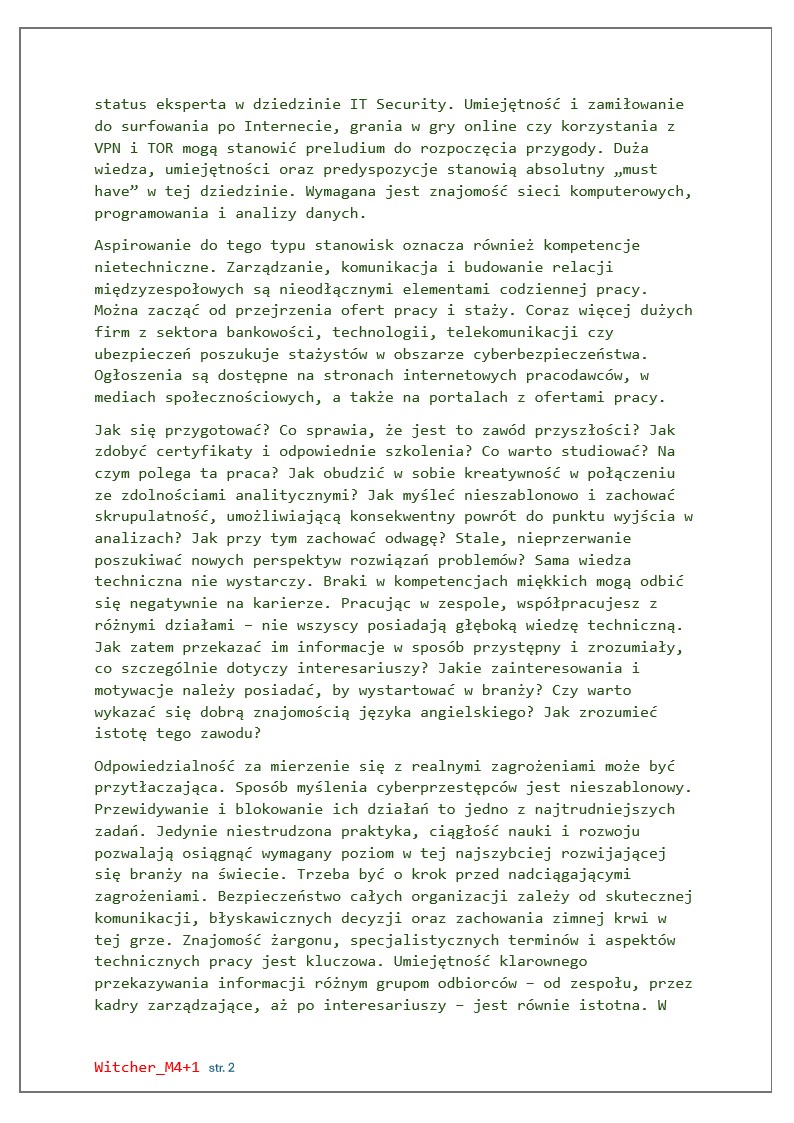 status eksperta w dziedzinie IT Security. Umiejętność i zamiłowanie
do surfowania po Internecie, grania w gry online czy korzystania z
VPN i TOR mogą stanowić preludium do rozpoczęcia przygody. Duża
wiedza, umiejętności oraz predyspozycje stanowią absolutny „must
have” w tej dziedzinie. Wymagana jest znajomość sieci komputerowych,
programowania i analizy danych.
Aspirowanie do tego typu stanowisk oznacza również kompetencje
nietechniczne. Zarządzanie, komunikacja i budowanie relacji
międzyzespołowych są nieodłącznymi elementami codziennej pracy.
Można zacząć od przejrzenia ofert pracy i staży. Coraz więcej dużych
firm z sektora bankowości, technologii, telekomunikacji czy
ubezpieczeń poszukuje stażystów w obszarze cyberbezpieczeństwa.
Ogłoszenia są dostępne na stronach internetowych pracodawców, w
mediach społecznościowych, a także na portalach z ofertami pracy.
Jak się przygotować? Co sprawia, że jest to zawód przyszłości? Jak
zdobyć certyfikaty i odpowiednie szkolenia? Co warto studiować? Na
czym polega ta praca? Jak obudzić w sobie kreatywność w połączeniu
ze zdolnościami analitycznymi? Jak myśleć nieszablonowo i zachować
skrupulatność, umożliwiającą konsekwentny powrót do punktu wyjścia w
analizach? Jak przy tym zachować odwagę? Stale, nieprzerwanie
poszukiwać nowych perspektyw rozwiązań problemów? Sama wiedza
techniczna nie wystarczy. Braki w kompetencjach miękkich mogą odbić
się negatywnie na karierze. Pracując w zespole, współpracujesz z
różnymi działami – nie wszyscy posiadają głęboką wiedzę techniczną.
Jak zatem przekazać im informacje w sposób przystępny i zrozumiały,
co szczególnie dotyczy interesariuszy? Jakie zainteresowania i
motywacje należy posiadać, by wystartować w branży? Czy warto
wykazać się dobrą znajomością języka angielskiego? Jak zrozumieć
istotę tego zawodu?
Odpowiedzialność za mierzenie się z realnymi zagrożeniami może być
przytłaczająca. Sposób myślenia cyberprzestępców jest nieszablonowy.
Przewidywanie i blokowanie ich działań to jedno z najtrudniejszych
zadań. Jedynie niestrudzona praktyka, ciągłość nauki i rozwoju
pozwalają osiągnąć wymagany poziom w tej najszybciej rozwijającej
się branży na świecie. Trzeba być o krok przed nadciągającymi
zagrożeniami. Bezpieczeństwo całych organizacji zależy od skutecznej
komunikacji, błyskawicznych decyzji oraz zachowania zimnej krwi w
tej grze. Znajomość żargonu, specjalistycznych terminów i aspektów
technicznych pracy jest kluczowa. Umiejętność klarownego
przekazywania informacji różnym grupom odbiorców – od zespołu, przez
kadry zarządzające, aż po interesariuszy – jest równie istotna. W
Witcher_M4+1 str. 2